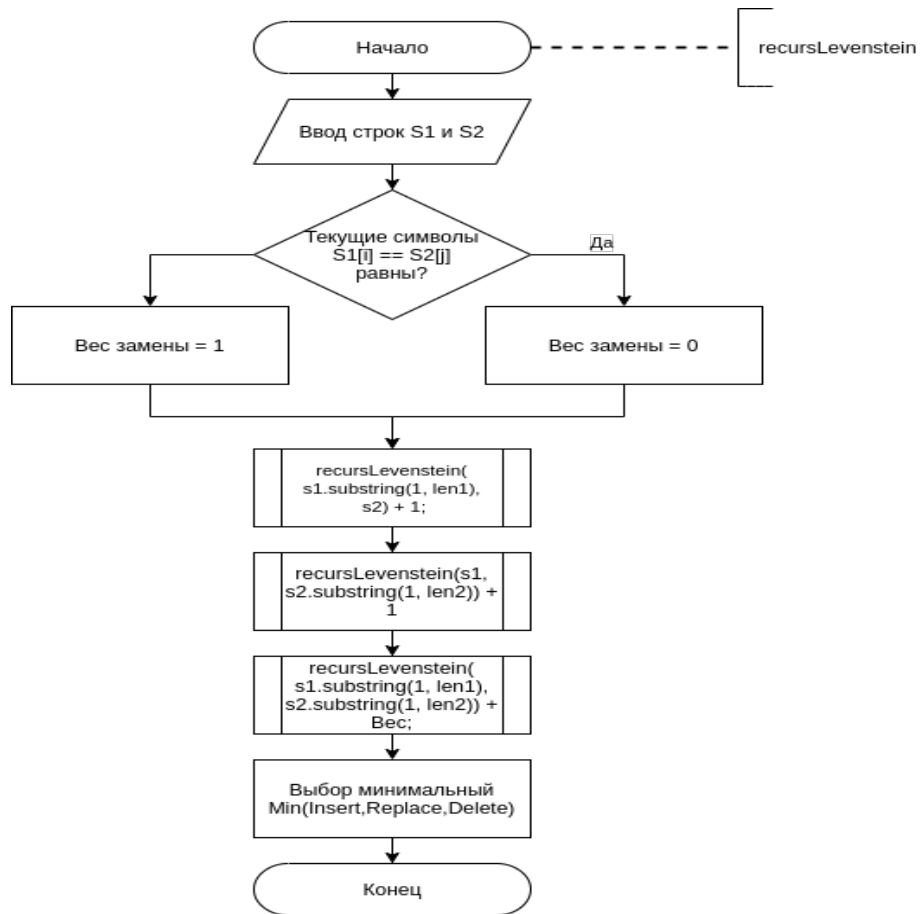 Начало
recursLevenstein
Ввод строк S1 и S2
Текущие символы
S1[i] == S2[j]
равны?
Да
Вес замены = 1
Вес замены = 0
recursLevenstein(
s1.substring(1, len1),
s2) + 1;
recursLevenstein(s1,
s2.substring(1, len2)) +
1
recursLevenstein(
s1.substring(1, len1),
s2.substring(1, len2)) +
Вес;
Выбор минимальный
Min(Insert,Replace,Delete)
Конец